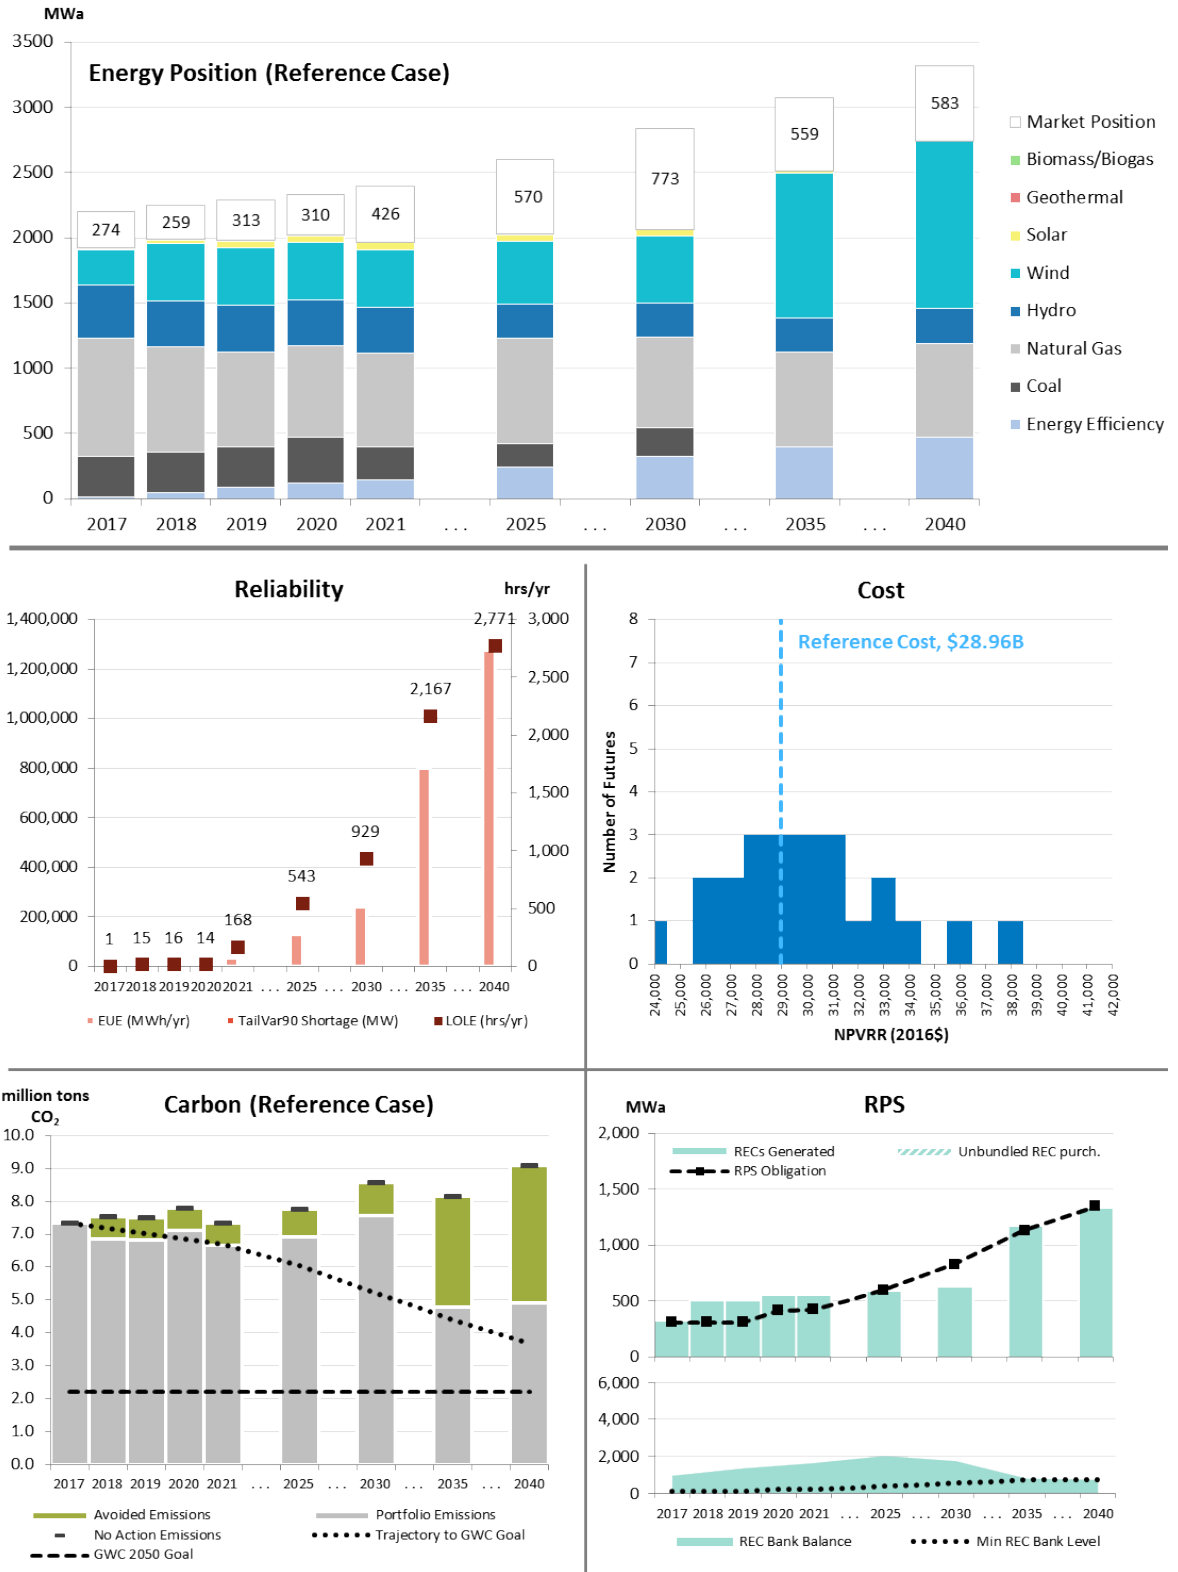 MWa
Energy Position (Reference Case)
3500
3000
2500
2000
1500
1000
500
0
274
259
313
310
426
570
773
559
583
2017 2018 2019 2020 2021 ... 2025 ... 2030 ... 2035 ... 2040
Market Position
Biomass/Biogas
Geothermal
Solar
Wind
Hydro
Natural Gas
Coal
Energy Efficiency
Reliability
hrs/yr
1,400,000
1,200,000
1,000,000
800,000
600,000
400,000
200,000
0
3,000
2,500
2,000
1,500
1,000
500
0
1
15
16
14
168
543
929
2,167
2,771
2017 2018 2019 2020 2021 ... 2025 ... 2030 ... 2035 ... 2040
EUE (MWh/yr) TailVar90 Shortage (MW) LOLE (hrs/yr)
Cost
Reference Cost, $28.96B
Number of Futures
8
7
6
5
4
3
2
1
0
24,000
25,000
26,000
27,000
28,000
29,000
30,000
31,000
32,000
33,000
34,000
35,000
36,000
37,000
38,000
39,000
40,000
41,000
42,000
NPVRR (2016$)
million tons
CO₂
Carbon (Reference Case)
10.0
9.0
8.0
7.0
6.0
5.0
4.0
3.0
2.0
1.0
0.0
2017 2018 2019 2020 2021 ... 2025 ... 2030 ... 2035 ... 2040
Avoided Emissions Portfolio Emissions
No Action Emissions Trajectory to GWC Goal
GWC 2050 Goal
MWa
RPS
2,000
1,500
1,000
500
0
RECs Generated Unbundled REC purch.
RPS Obligation
6,000
4,000
2,000
0
2017 2018 2019 2020 2021 ... 2025 ... 2030 ... 2035 ... 2040
REC Bank Balance Min REC Bank Level